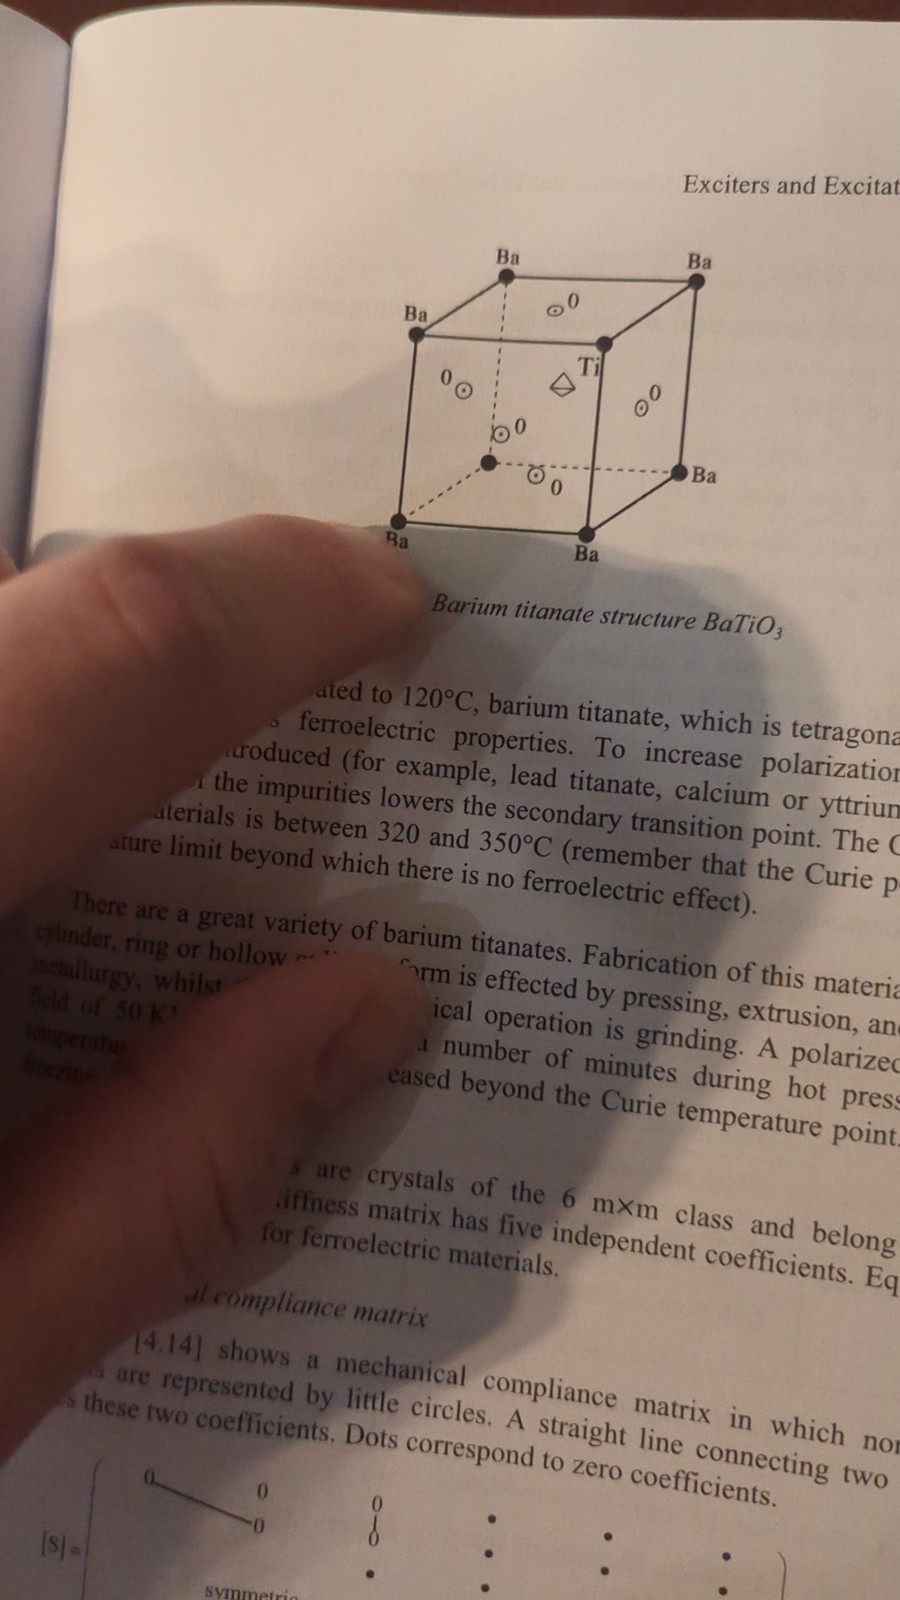 Exciters and Excitat
Ba
Ba
Ba
0
Ti
0
0
0
0
Ba
Ba
Ba
Barium titanate structure BaTiO₃
ated to 120°C, barium titanate, which is tetragona
s ferroelectric properties. To increase polarization
troduced (for example, lead titanate, calcium or yttrium
f the impurities lowers the secondary transition point. The C
aterials is between 320 and 350°C (remember that the Curie p
ature limit beyond which there is no ferroelectric effect).
There are a great variety of barium titanates. Fabrication of this materia
cylinder, ring or hollow form is effected by pressing, extrusion, and
metallurgy, whilst ical operation is grinding. A polarized
field of 50 K a number of minutes during hot press
temperatur eased beyond the Curie temperature point.
s are crystals of the 6 m×m class and belong
iffness matrix has five independent coefficients. Eq
for ferroelectric materials.
al compliance matrix
[4.14] shows a mechanical compliance matrix in which non
s are represented by little circles. A straight line connecting two
s these two coefficients. Dots correspond to zero coefficients.
0 0 0
0 0
[S] =
symmetric